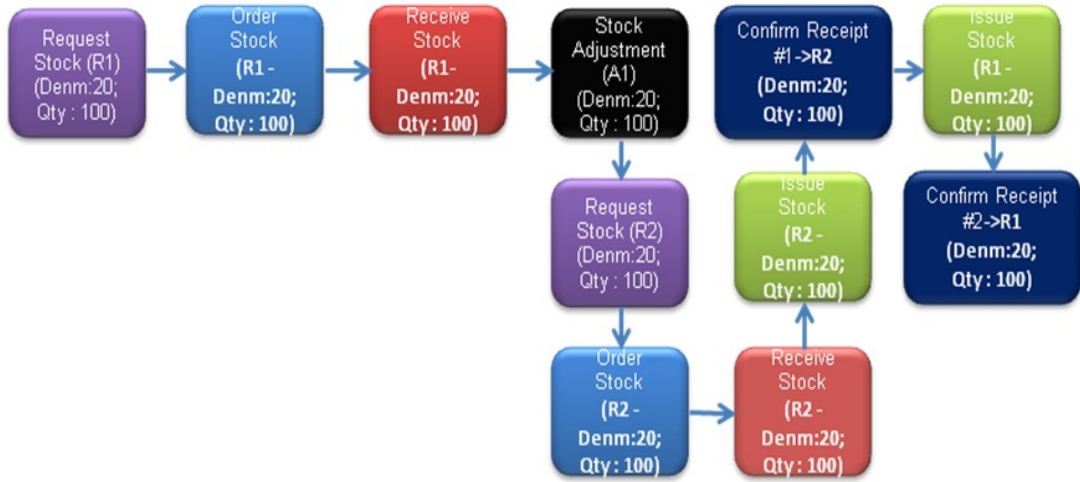 Request
Stock (R1)
(Denm:20;
Qty : 100)
Order
Stock
(R1 -
Denm:20;
Qty : 100)
Receive
Stock
(R1-
Denm:20;
Qty : 100)
Stock
Adjustment
(A1)
(Denm:20;
Qty : 100)
Request
Stock (R2)
(Denm:20;
Qty : 100)
Order
Stock
(R2 -
Denm:20;
Qty : 100)
Receive
Stock
(R2 -
Denm:20;
Qty : 100)
Issue
Stock
(R2 -
Denm:20;
Qty : 100)
Confirm Receipt
#1->R2
(Denm:20;
Qty : 100)
Issue
Stock
(R1 -
Denm:20;
Qty : 100)
Confirm Receipt
#2->R1
(Denm:20;
Qty : 100)